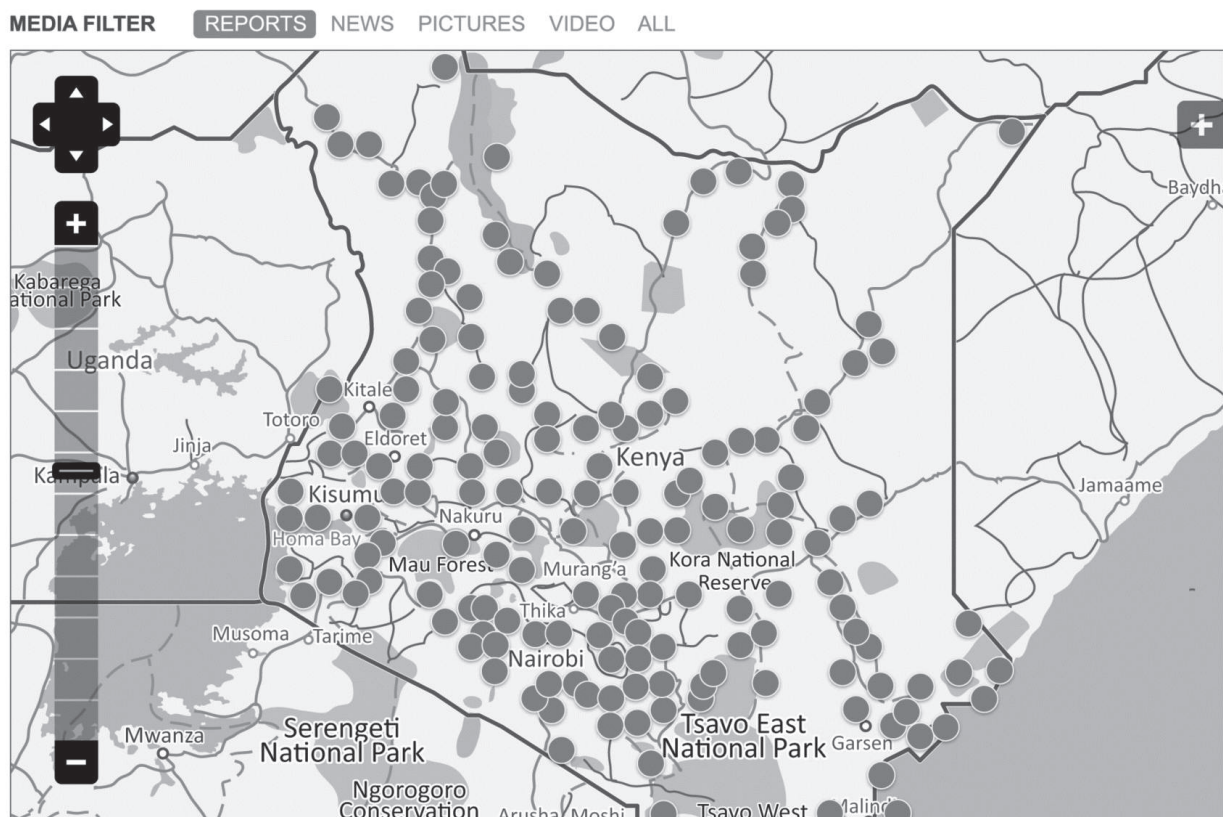 MEDIA FILTER REPORTS NEWS PICTURES VIDEO ALL
Baydh
Kabarega
ational Park
Uganda
Kitale
Totoro
Eldoret
Jinja
Kenya
Kampala
Kisumu
Jamaame
Nakuru
Homa Bay
Mau Forest
Murang'a
Kora National
Reserve
Thika
Musoma
Tarime
Nairobi
Serengeti
National Park
Tsavo East
National Park
Mwanza
Garsen
Ngorogoro
Conservation
Arusha
Moshi
Tsavo West
Malindi